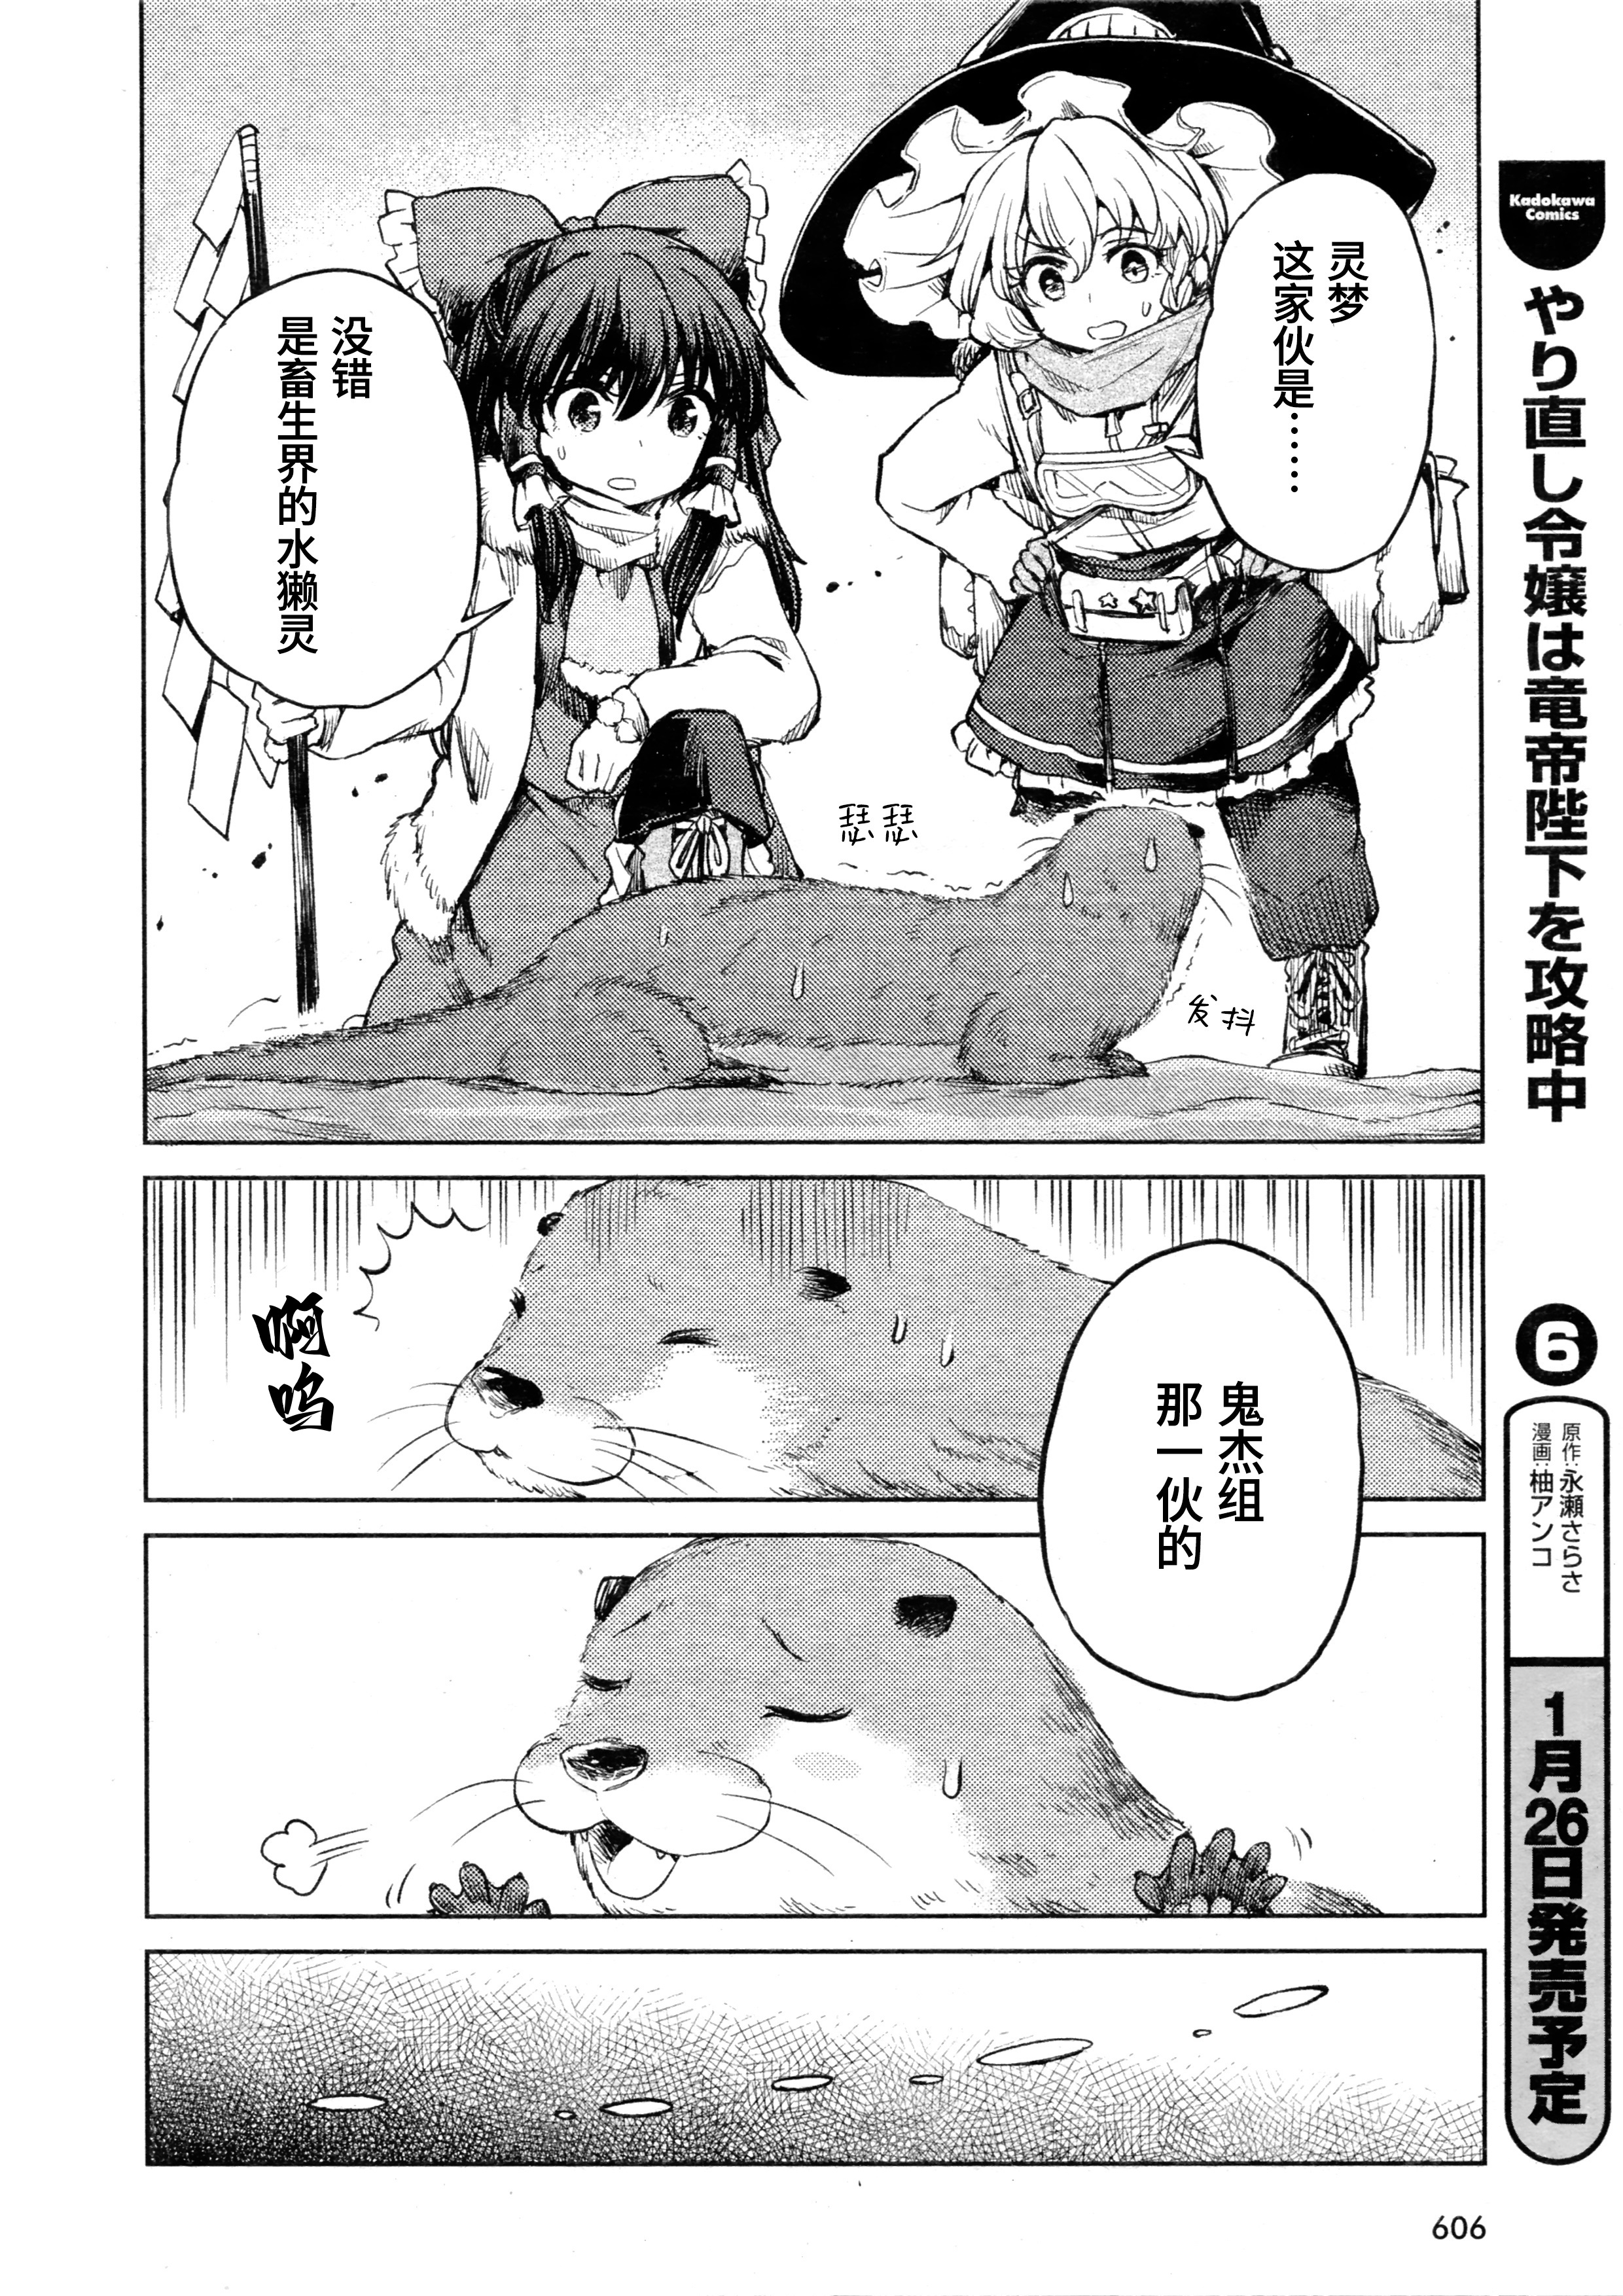 灵梦
这家伙是……
没错
是畜生界的水獭灵
瑟瑟
发抖
鬼杰组
那一伙的
啊呜
Kadokawa
Comics
やり直し令嬢は竜帝陛下を攻略中
6
原作:永瀬さらさ
漫画:柚アンコ
1月26日発売予定
606